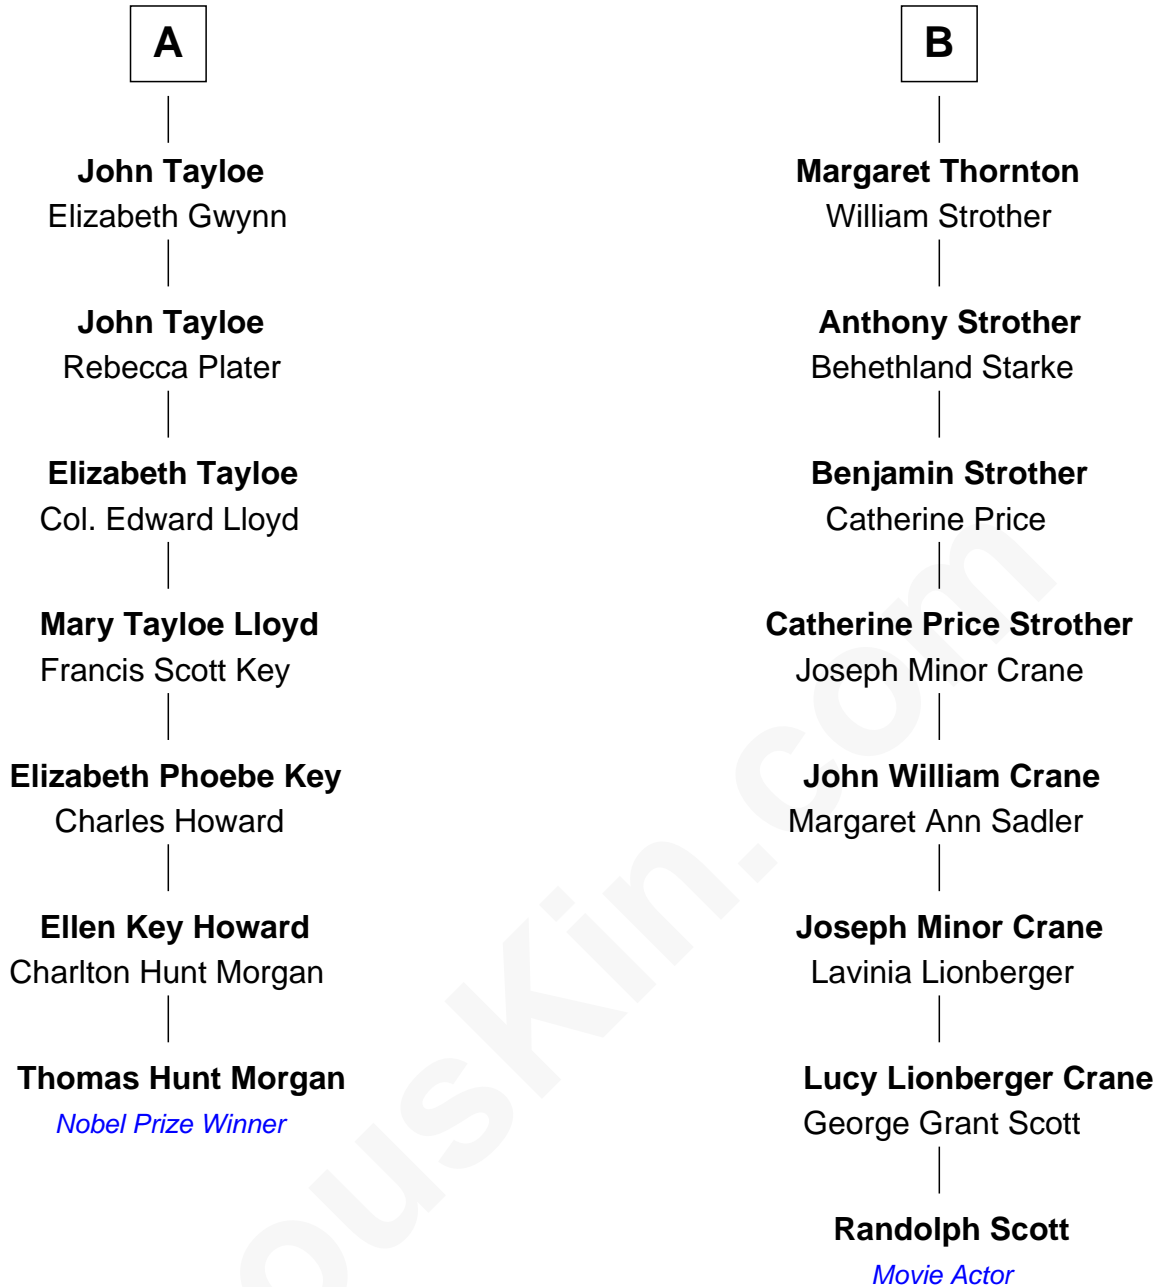 A
John Tayloe
Elizabeth Gwynn
John Tayloe
Rebecca Plater
Elizabeth Tayloe
Col. Edward Lloyd
Mary Tayloe Lloyd
Francis Scott Key
Elizabeth Phoebe Key
Charles Howard
Ellen Key Howard
Charlton Hunt Morgan
Thomas Hunt Morgan
Nobel Prize Winner
B
Margaret Thornton
William Strother
Anthony Strother
Behethland Starke
Benjamin Strother
Catherine Price
Catherine Price Strother
Joseph Minor Crane
John William Crane
Margaret Ann Sadler
Joseph Minor Crane
Lavinia Lionberger
Lucy Lionberger Crane
George Grant Scott
Randolph Scott
Movie Actor
ousKin.com